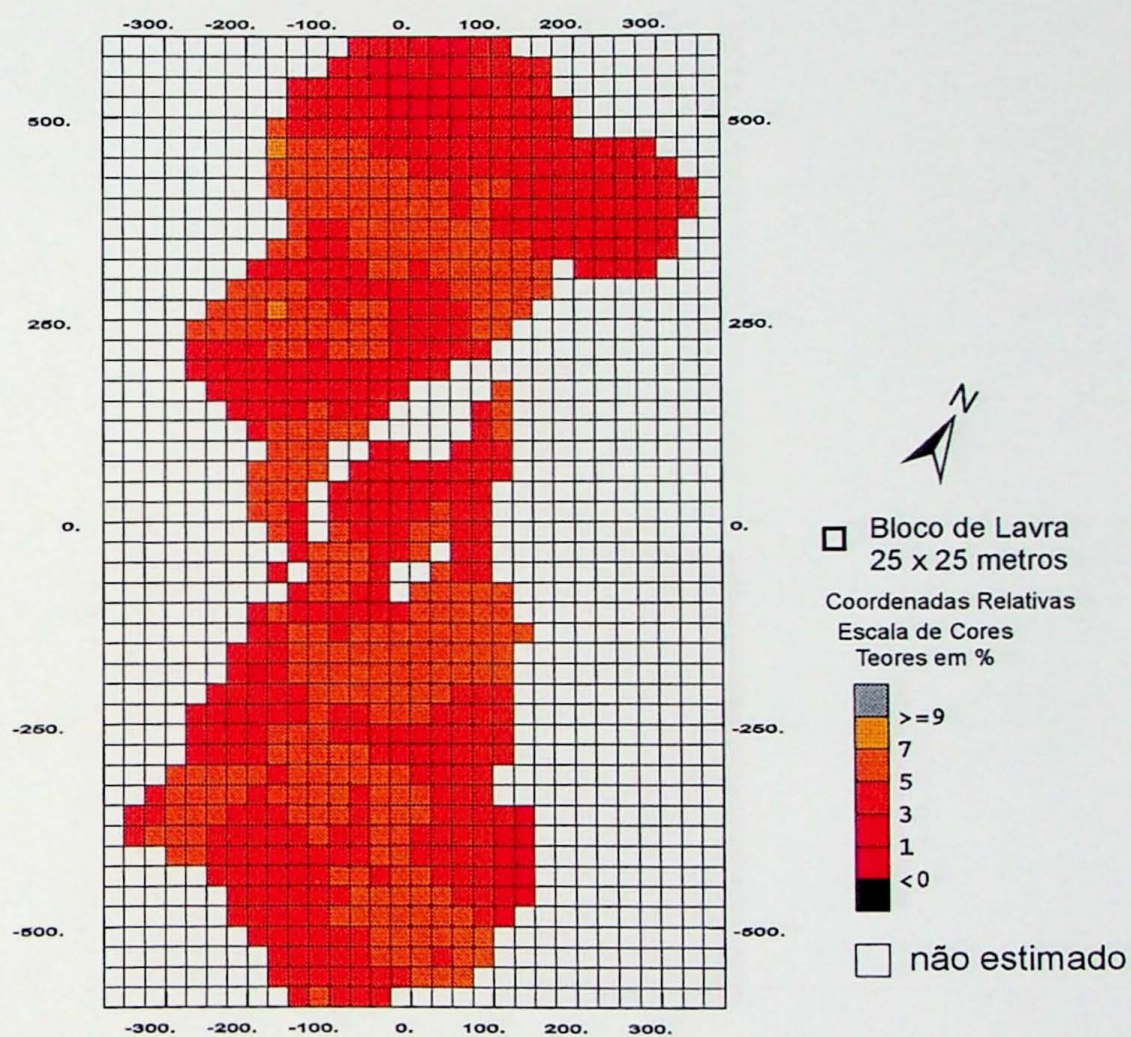 -300. -200. -100. 0. 100. 200. 300.
500. 500.
250. 250.
0. 0.
-250. -250.
-500. -500.
-300. -200. -100. 0. 100. 200. 300.
N
Bloco de Lavra
25 x 25 metros
Coordenadas Relativas
Escala de Cores
Teores em %
>=9
7
5
3
1
<0
não estimado